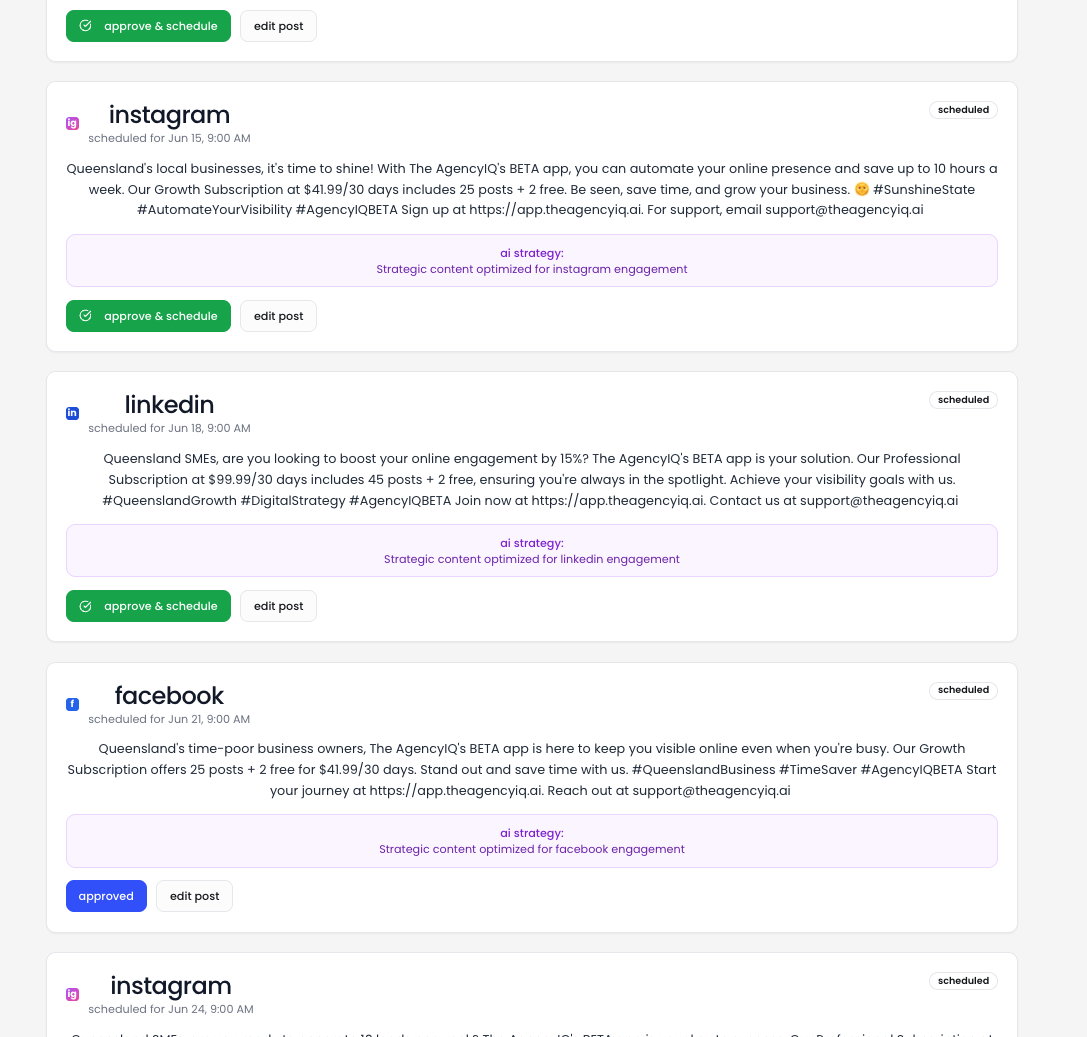 approve & schedule
edit post
ig
instagram
scheduled
scheduled for Jun 15, 9:00 AM
Queensland's local businesses, it's time to shine! With The AgencyIQ's BETA app, you can automate your online presence and save up to 10 hours a
week. Our Growth Subscription at $41.99/30 days includes 25 posts + 2 free. Be seen, save time, and grow your business. 🌞 #SunshineState
#AutomateYourVisibility #AgencyIQBETA Sign up at https://app.theagencyiq.ai. For support, email support@theagencyiq.ai
ai strategy:
Strategic content optimized for instagram engagement
approve & schedule
edit post
in
linkedin
scheduled
scheduled for Jun 18, 9:00 AM
Queensland SMEs, are you looking to boost your online engagement by 15%? The AgencyIQ's BETA app is your solution. Our Professional
Subscription at $99.99/30 days includes 45 posts + 2 free, ensuring you're always in the spotlight. Achieve your visibility goals with us.
#QueenslandGrowth #DigitalStrategy #AgencyIQBETA Join now at https://app.theagencyiq.ai. Contact us at support@theagencyiq.ai
ai strategy:
Strategic content optimized for linkedin engagement
approve & schedule
edit post
f
facebook
scheduled
scheduled for Jun 21, 9:00 AM
Queensland's time-poor business owners, The AgencyIQ's BETA app is here to keep you visible online even when you're busy. Our Growth
Subscription offers 25 posts + 2 free for $41.99/30 days. Stand out and save time with us. #QueenslandBusiness #TimeSaver #AgencyIQBETA Start
your journey at https://app.theagencyiq.ai. Reach out at support@theagencyiq.ai
ai strategy:
Strategic content optimized for facebook engagement
approved
edit post
ig
instagram
scheduled
scheduled for Jun 24, 9:00 AM